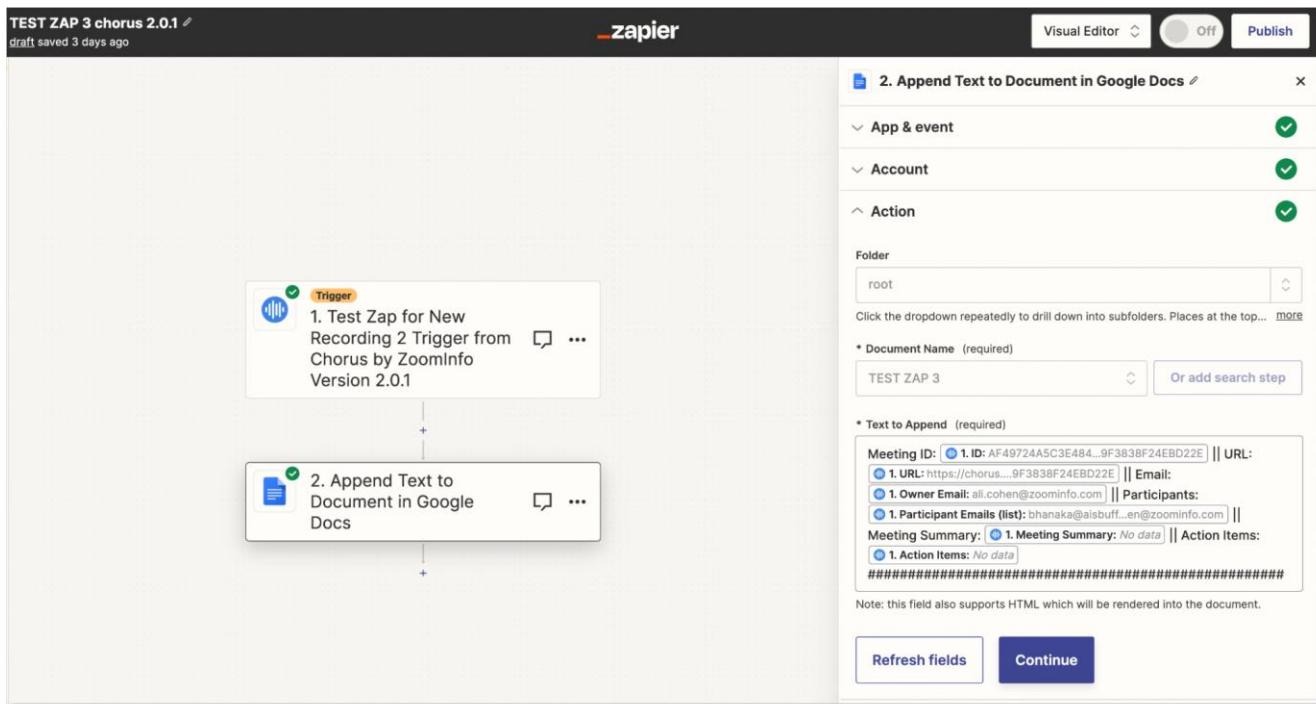 TEST ZAP 3 chorus 2.0.1
draft saved 3 days ago
_zapier
Visual Editor
Off
Publish
Trigger
1. Test Zap for New
Recording 2 Trigger from
Chorus by ZoomInfo
Version 2.0.1
2. Append Text to
Document in Google
Docs
2. Append Text to Document in Google Docs
App & event
Account
Action
Folder
root
Click the dropdown repeatedly to drill down into subfolders. Places at the top... more
* Document Name (required)
TEST ZAP 3
Or add search step
* Text to Append (required)
Meeting ID: 1. ID: AF49724A5C3E484...9F3838F24EBD22E || URL:
1. URL: https://chorus....9F3838F24EBD22E || Email:
1. Owner Email: ali.cohen@zoominfo.com || Participants:
1. Participant Emails (list): bhanaka@aisbuff...en@zoominfo.com ||
Meeting Summary: 1. Meeting Summary: No data || Action Items:
1. Action Items: No data
####################################################
Note: this field also supports HTML which will be rendered into the document.
Refresh fields
Continue